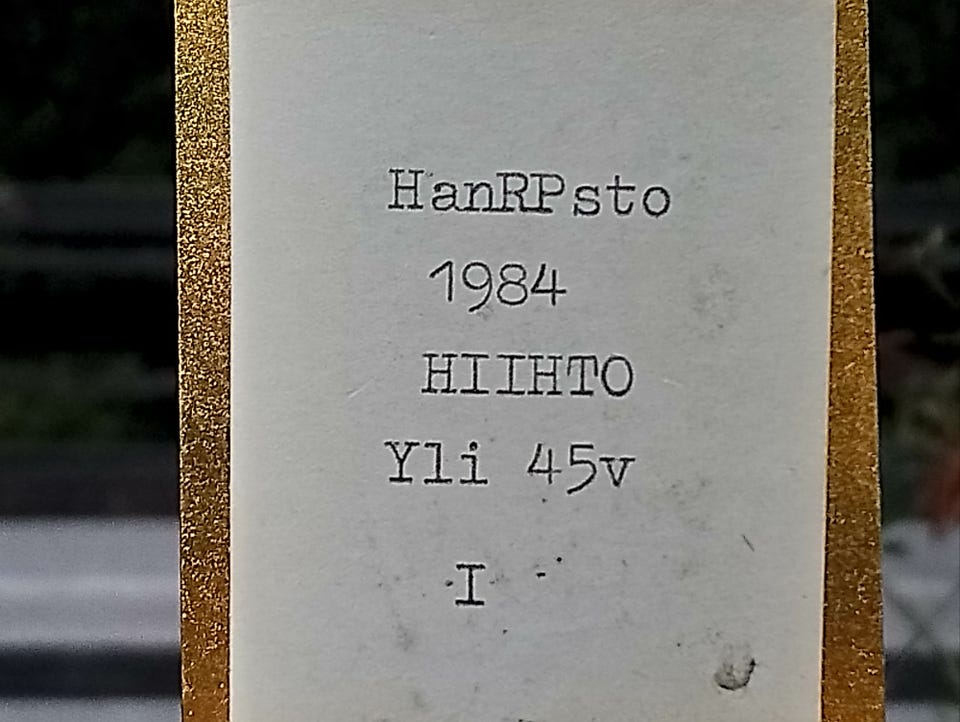 HanRPsto
1984
HIIHTO
Yli 45v
I